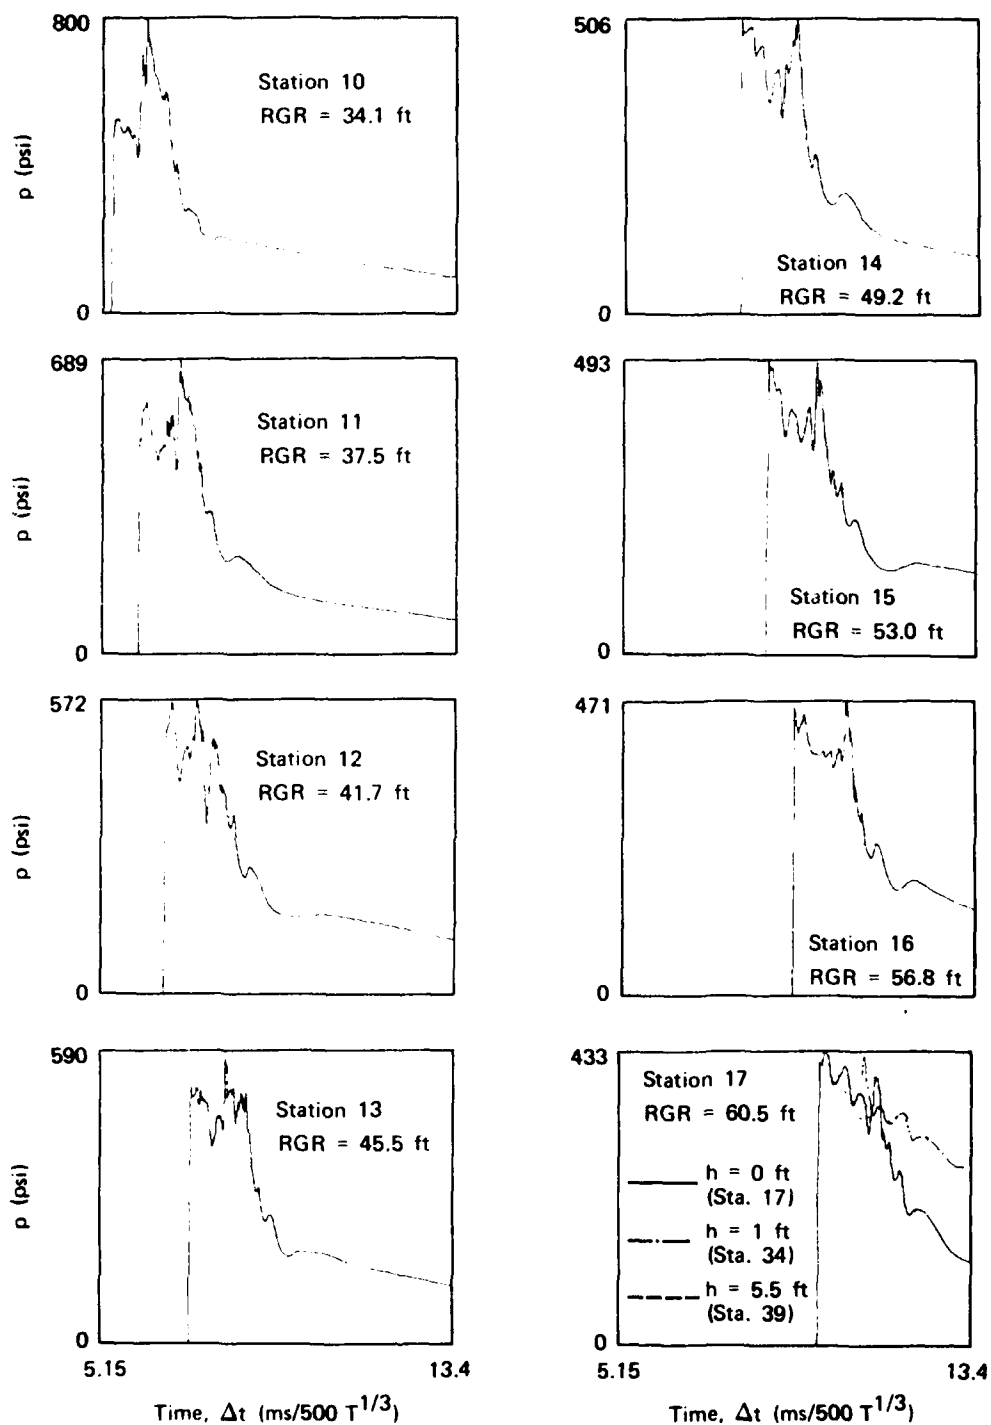 800
Station 10
RGR = 34.1 ft
p (psi)
0
689
Station 11
RGR = 37.5 ft
p (psi)
0
572
Station 12
RGR = 41.7 ft
p (psi)
0
590
Station 13
RGR = 45.5 ft
p (psi)
0
5.15
13.4
Time, Δt (ms/500 T^1/3)
506
Station 14
RGR = 49.2 ft
0
493
Station 15
RGR = 53.0 ft
0
471
Station 16
RGR = 56.8 ft
0
433
Station 17
RGR = 60.5 ft
h = 0 ft
(Sta. 17)
h = 1 ft
(Sta. 34)
h = 5.5 ft
(Sta. 39)
0
5.15
13.4
Time, Δt (ms/500 T^1/3)